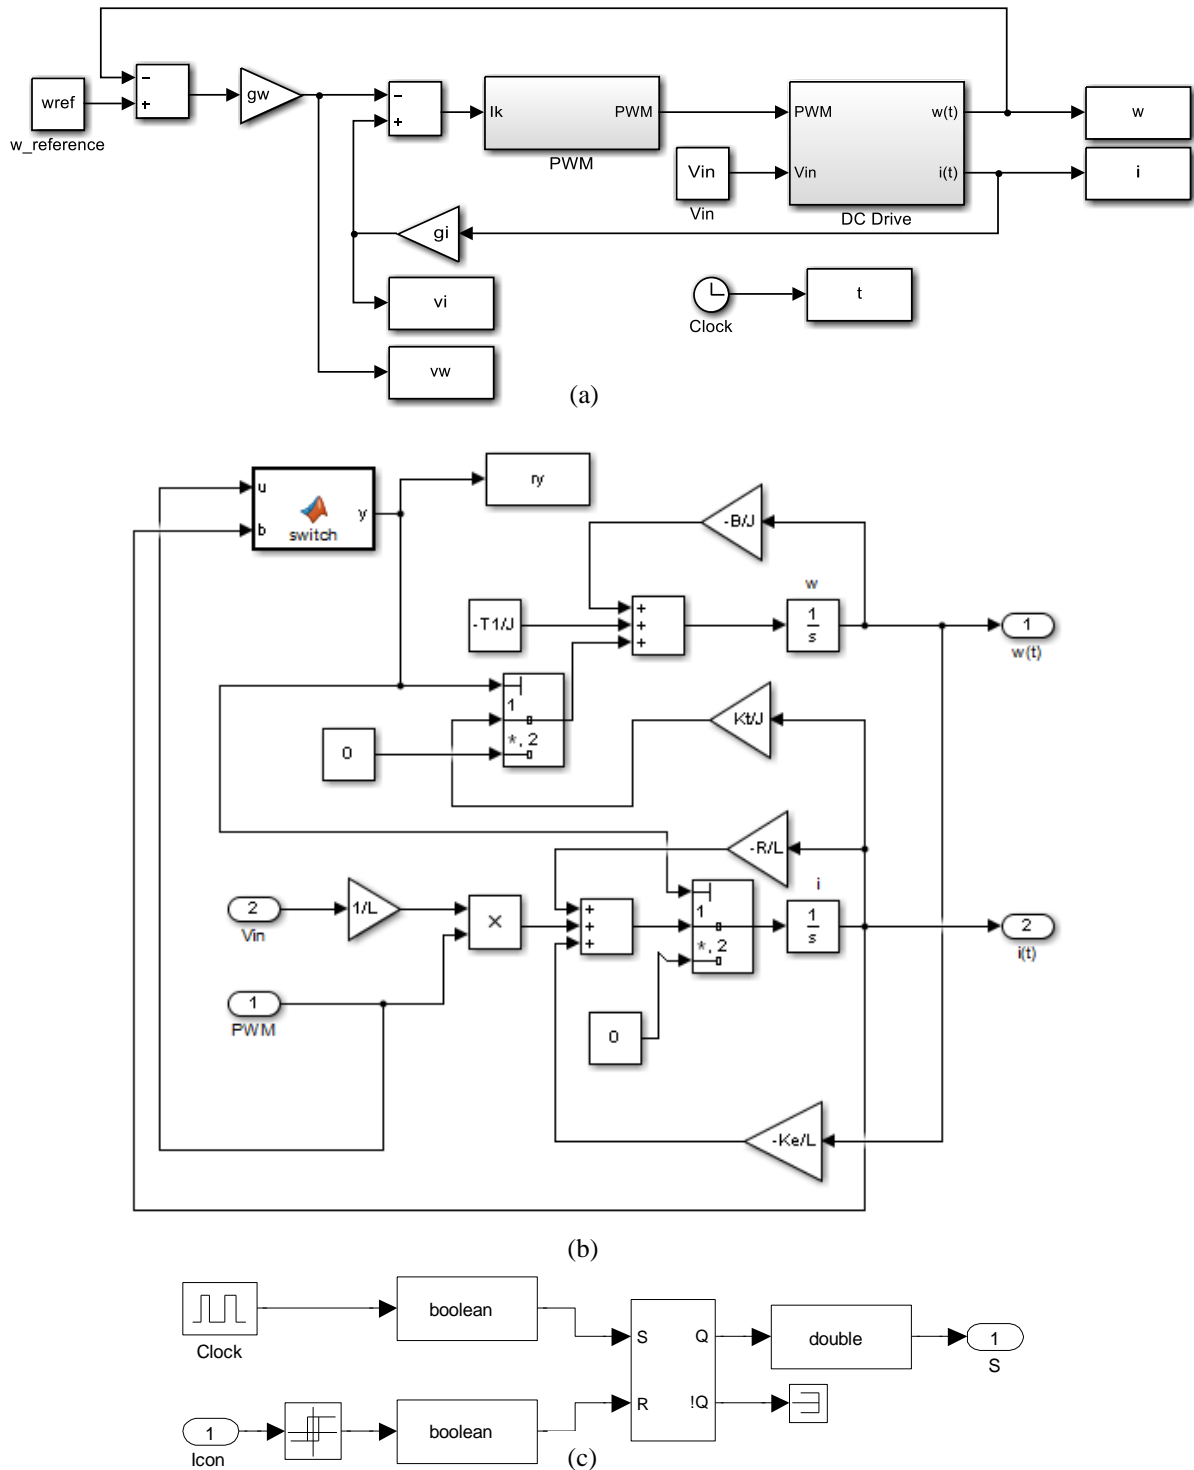 wref
w_reference
−
+
gw
−
+
Ik
PWM
PWM
Vin
Vin
PWM
Vin
w(t)
i(t)
DC Drive
w
i
gi
vi
vw
Clock
t
(a)
u
b
y
switch
ry
-B/J
w
-T1/J
+
+
+
1
s
1
w(t)
1
*, 2
0
Kt/J
-R/L
2
Vin
1/L
×
+
+
+
1
*, 2
i
1
s
2
i(t)
1
PWM
0
-Ke/L
(b)
Clock
boolean
S
Q
double
1
S
R
!Q
1
Icon
boolean
(c)